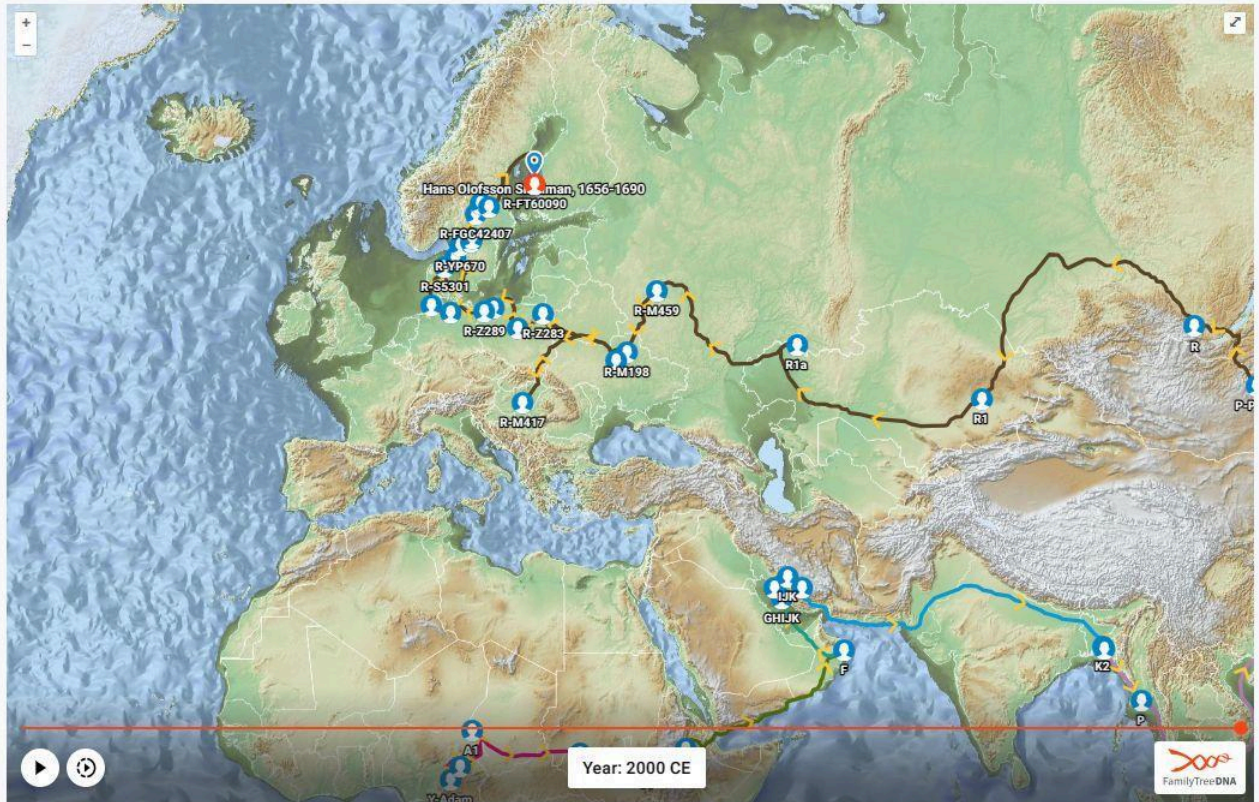 +
−
Hans Olofsson S
man, 1656-1690
R-FT60090
R-FGC42407
R-YP670
R-S5301
R-Z289
R-Z283
R-M459
R-M198
R-M417
R1a
R1
R
IJK
GHIJK
F
K2
P
A1
Y-Adam
Year: 2000 CE
FamilyTreeDNA